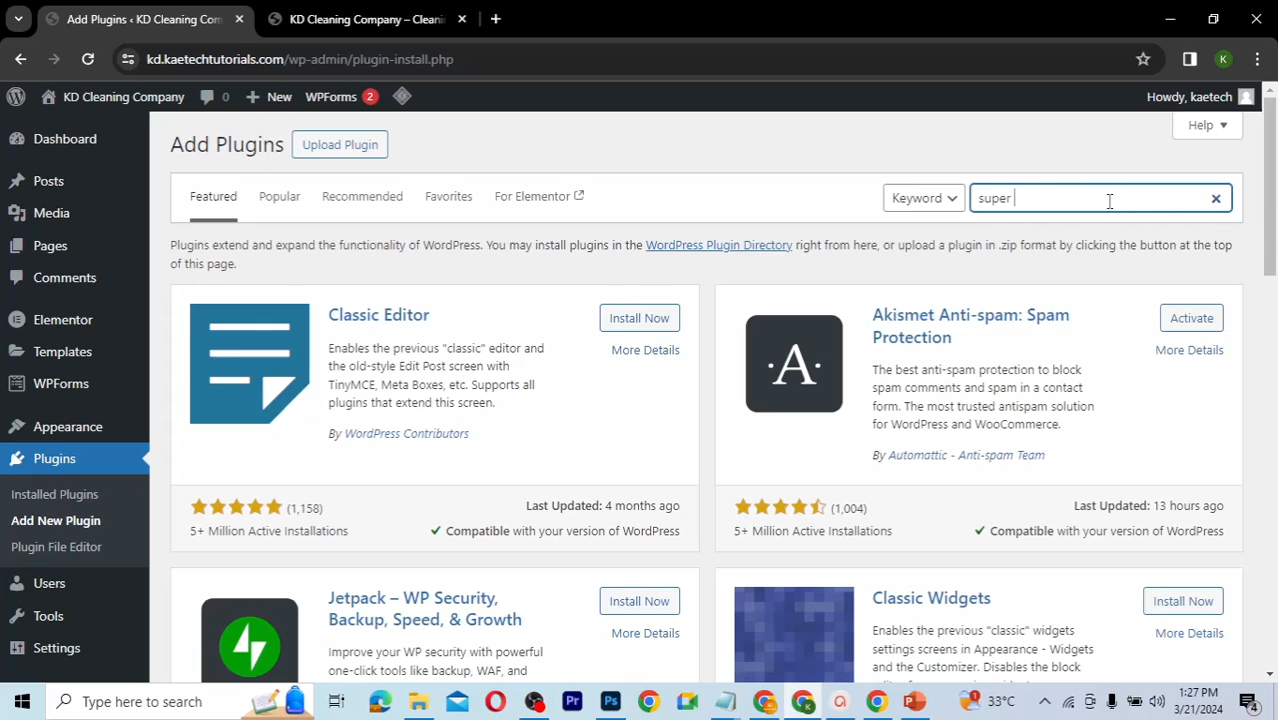 Add Plugins ‹ KD Cleaning Co
KD Cleaning Company – Cleani
kd.kaetechtutorials.com/wp-admin/plugin-install.php
K
KD Cleaning Company
0
New
WPForms 2
Howdy, kaetech
Help
Dashboard
Posts
Media
Pages
Comments
Elementor
Templates
WPForms
Appearance
Plugins
Installed Plugins
Add New Plugin
Plugin File Editor
Users
Tools
Settings
Add Plugins
Upload Plugin
Featured
Popular
Recommended
Favorites
For Elementor
Keyword
super
Plugins extend and expand the functionality of WordPress. You may install plugins in the WordPress Plugin Directory right from here, or upload a plugin in .zip format by clicking the button at the top
of this page.
Classic Editor
Install Now
More Details
Enables the previous "classic" editor and
the old-style Edit Post screen with
TinyMCE, Meta Boxes, etc. Supports all
plugins that extend this screen.
By WordPress Contributors
(1,158)
Last Updated: 4 months ago
5+ Million Active Installations
Compatible with your version of WordPress
·A·
Akismet Anti-spam: Spam
Protection
Activate
More Details
The best anti-spam protection to block
spam comments and spam in a contact
form. The most trusted antispam solution
for WordPress and WooCommerce.
By Automattic - Anti-spam Team
(1,004)
Last Updated: 13 hours ago
5+ Million Active Installations
Compatible with your version of WordPress
Jetpack – WP Security,
Backup, Speed, & Growth
Install Now
More Details
Improve your WP security with powerful
one-click tools like backup, WAF, and
Classic Widgets
Install Now
More Details
Enables the previous "classic" widgets
settings screens in Appearance - Widgets
and the Customizer. Disables the block
Type here to search
Pr
Ps
33°C
1:27 PM
3/21/2024
4